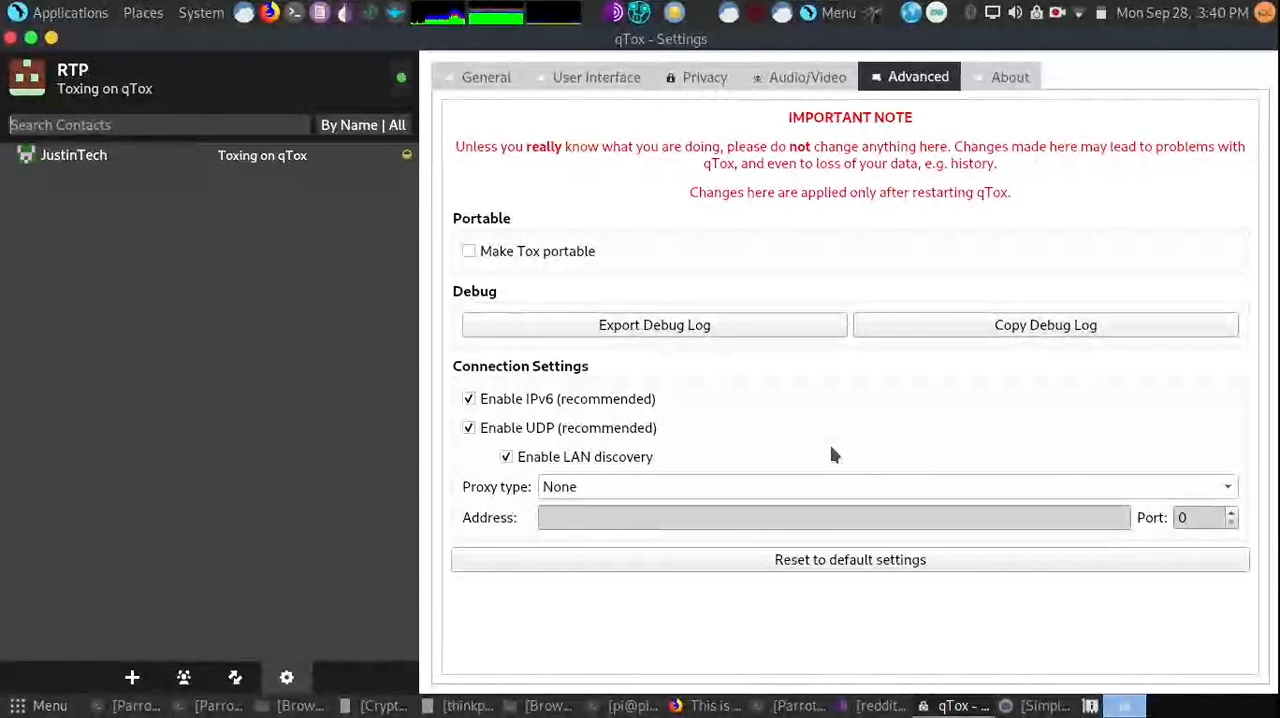 Applications Places System Menu Mon Sep 28, 3:40 PM
qTox - Settings
RTP
Toxing on qTox
Search Contacts By Name | All
JustinTech Toxing on qTox
General User Interface Privacy Audio/Video Advanced About
IMPORTANT NOTE
Unless you really know what you are doing, please do not change anything here. Changes made here may lead to problems with
qTox, and even to loss of your data, e.g. history.
Changes here are applied only after restarting qTox.
Portable
Make Tox portable
Debug
Export Debug Log Copy Debug Log
Connection Settings
Enable IPv6 (recommended)
Enable UDP (recommended)
Enable LAN discovery
Proxy type: None
Address: Port: 0
Reset to default settings
Menu [Parro... [Parro... [Brow... [Crypt... [thinkp... [Brow... [pi@pi... This is ... [Parrot... [reddit... qTox - ... [Simpl...